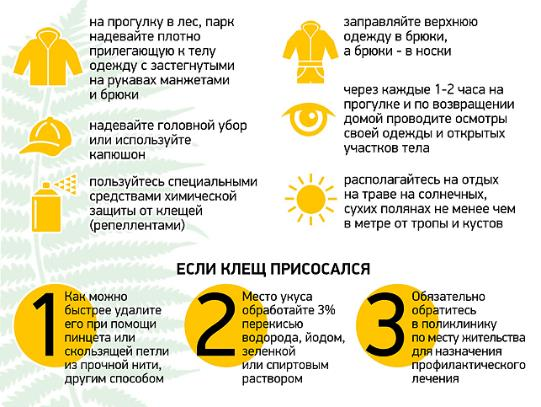 на прогулку в лес, парк
надевайте плотно
прилегающую к телу
одежду с застегнутыми
на рукавах манжетами
и брюки
надевайте головной убор
или используйте
капюшон
пользуйтесь специальными
средствами химической
защиты от клещей
(репеллентами)
заправляйте верхнюю
одежду в брюки,
а брюки - в носки
через каждые 1-2 часа на
прогулке и по возвращении
домой проводите осмотры
своей одежды и открытых
участков тела
располагайтесь на отдых
на траве на солнечных,
сухих полянах не менее чем
в метре от тропы и кустов
ЕСЛИ КЛЕЩ ПРИСОСАЛСЯ
1
Как можно
быстрее удалите
его при помощи
пинцета или
скользящей петли
из прочной нити,
другим способом
2
Место укуса
обработайте 3%
перекисью
водорода, йодом,
зеленкой
или спиртовым
раствором
3
Обязательно
обратитесь
в поликлинику
по месту жительства
для назначения
профилактического
лечения